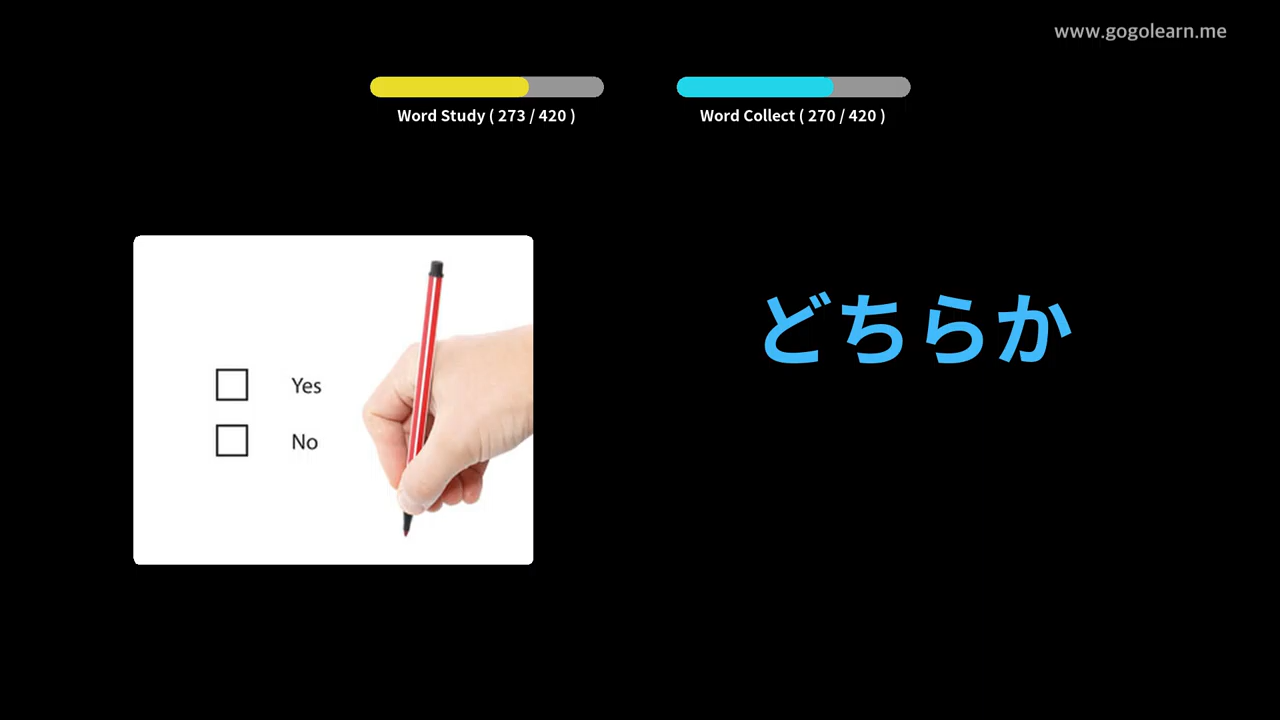 www.gogolearn.me
Word Study ( 273 / 420 )
Word Collect ( 270 / 420 )
どちらか
Yes
No